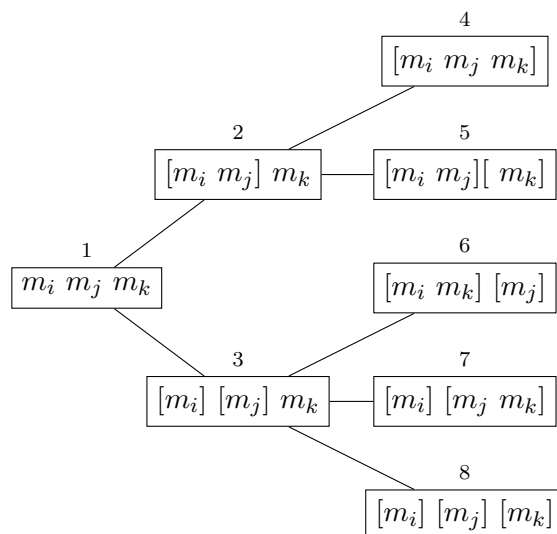 4
[m_i m_j m_k]
2
[m_i m_j] m_k
5
[m_i m_j][ m_k]
1
m_i m_j m_k
6
[m_i m_k] [m_j]
3
[m_i] [m_j] m_k
7
[m_i] [m_j m_k]
8
[m_i] [m_j] [m_k]